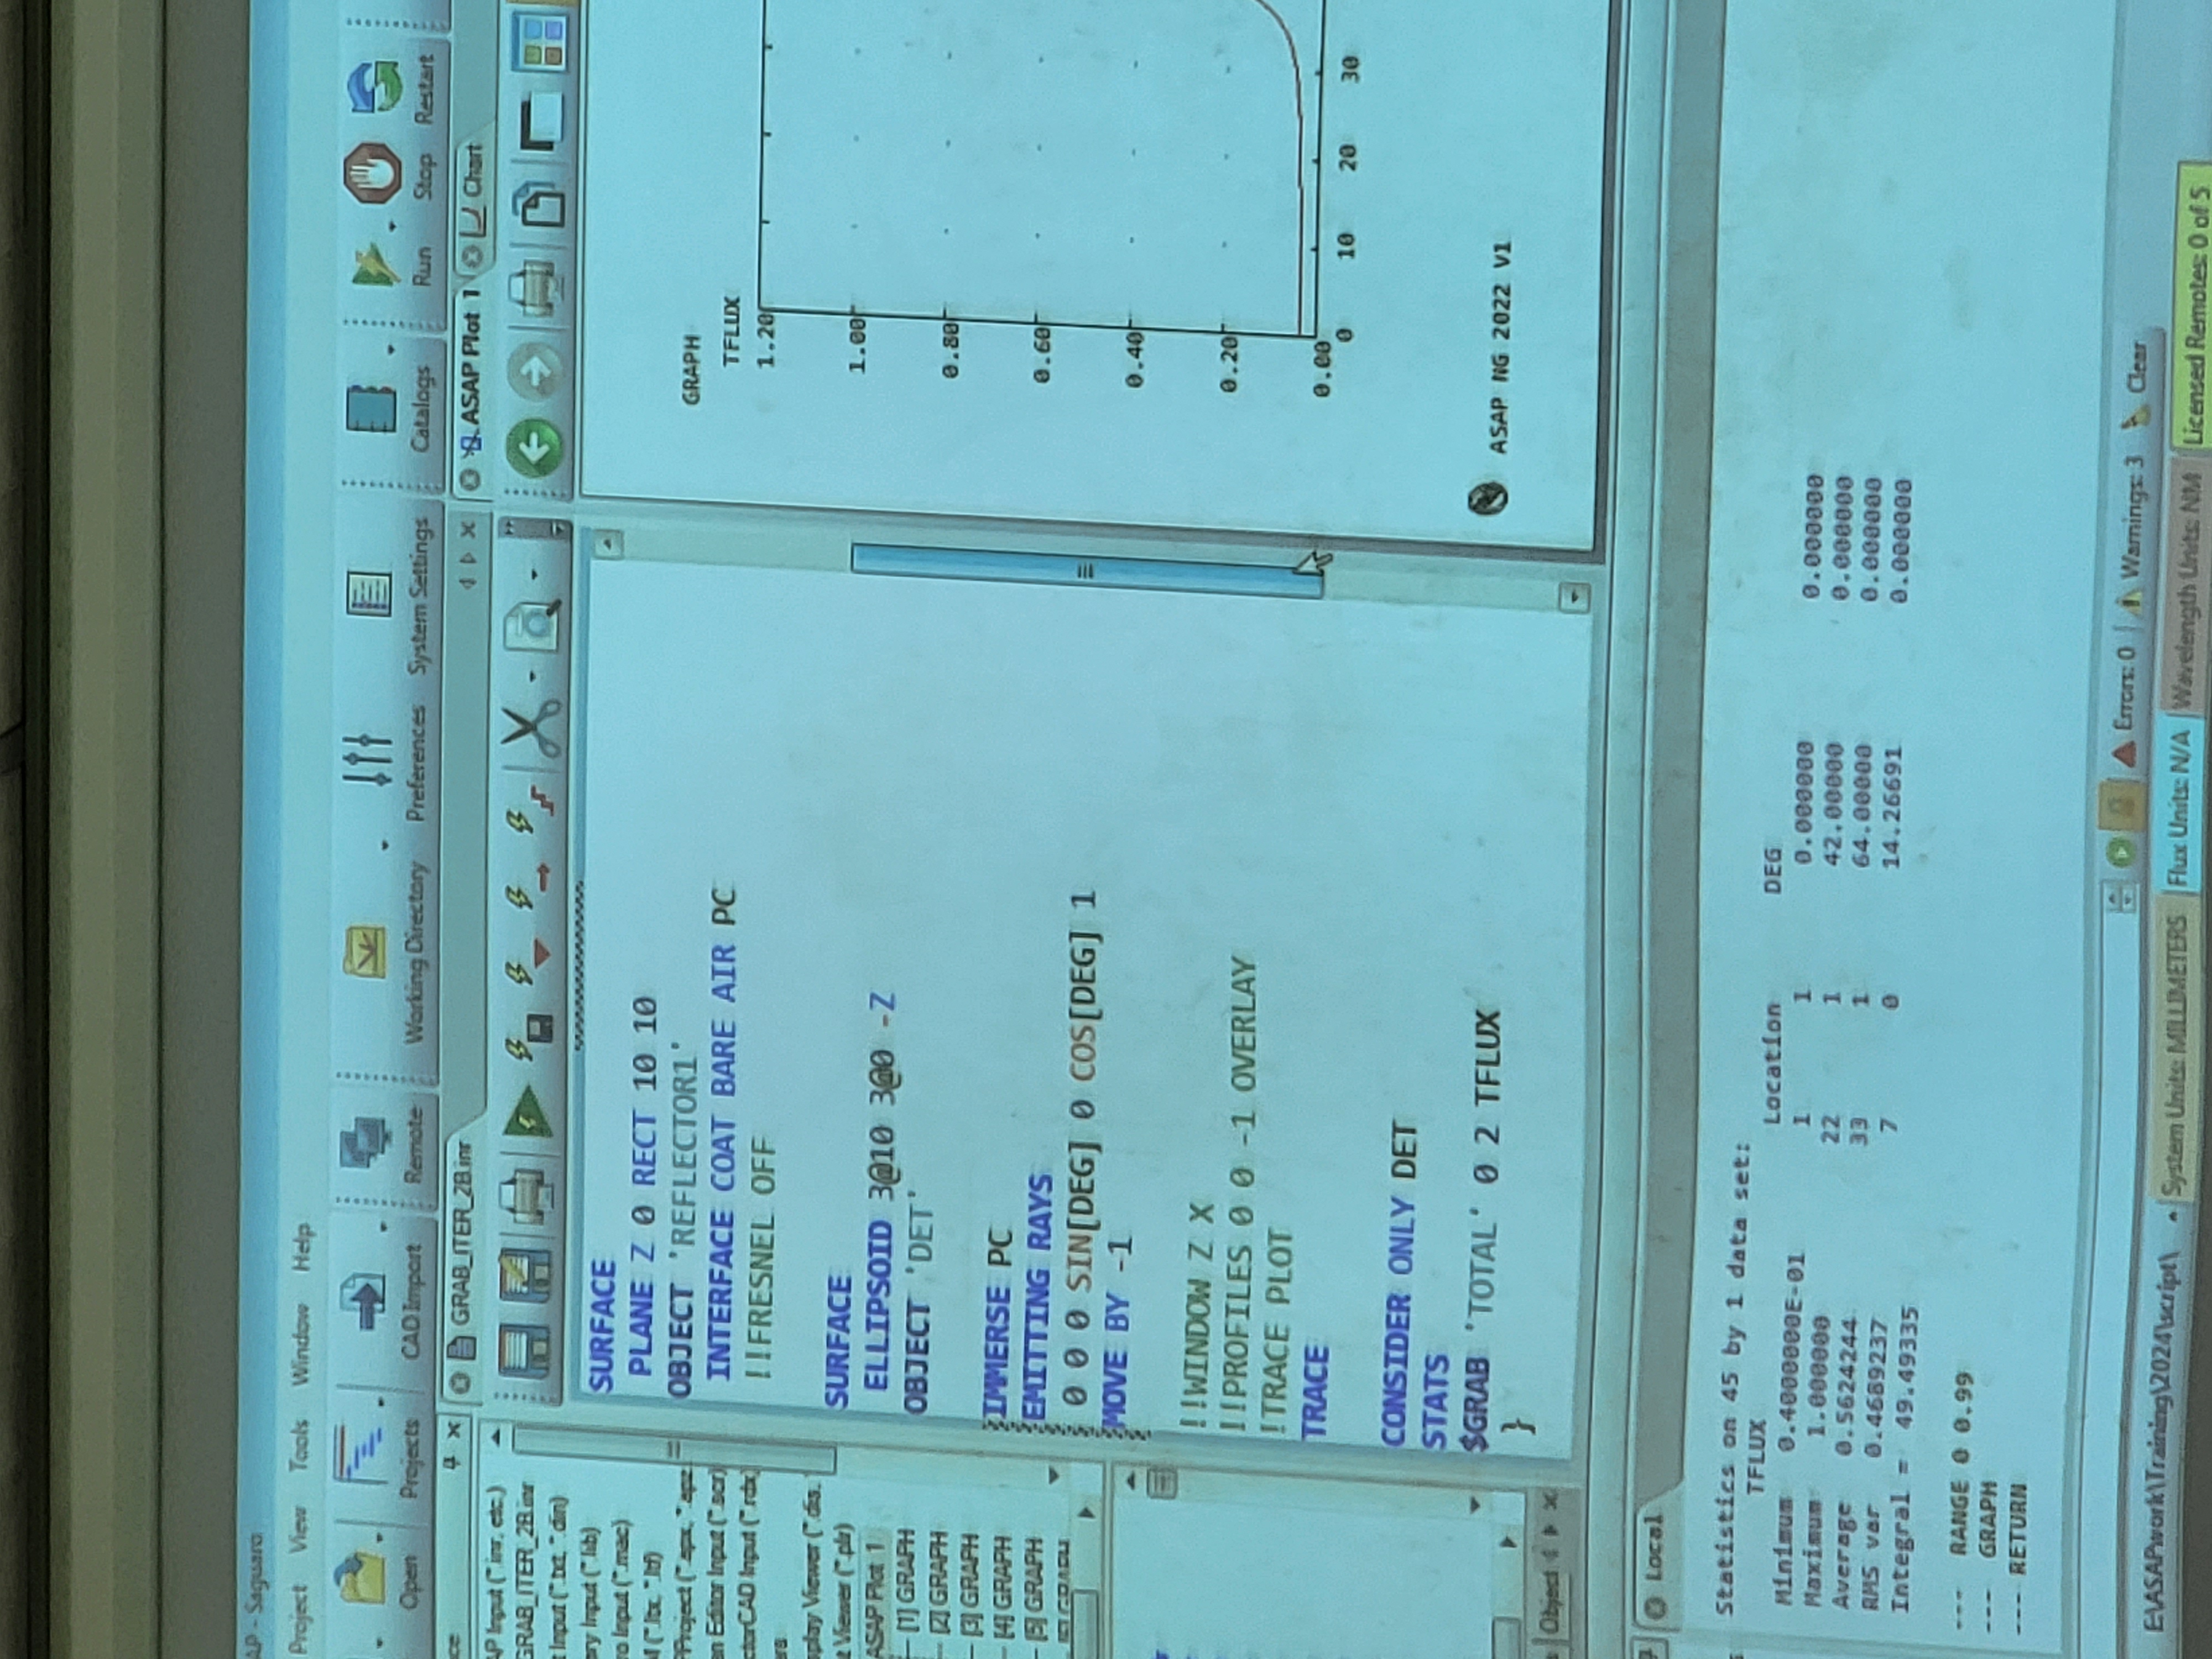 AP - Saguaro
Project View Tools Window Help
Open Projects CAD Import Remote Working Directory Preferences System Settings Catalogs Run Stop Restart
ce
GRAB_ITER_2B.inr
ASAP Plot 1 Chart
AP Input (*.inr, etc.)
GRAB_ITER_2B.inr
t Input (*.txt, *.din)
ary Input (*.lib)
ro Input (*.mac)
PProject (*.apx, *.apz
en Editor Input (*.scr)
ctorCAD Input (*.rdx)
ers
splay Viewer (*.dis,
t Viewer (*.plr)
ASAP Plot 1
[1] GRAPH
[2] GRAPH
[3] GRAPH
[4] GRAPH
[5] GRAPH
Object
SURFACE
PLANE Z 0 RECT 10 10
OBJECT 'REFLECTOR1'
INTERFACE COAT BARE AIR PC
!!FRESNEL OFF
SURFACE
ELLIPSOID 3@10 3@0 -Z
OBJECT 'DET'
IMMERSE PC
EMITTING RAYS
0 0 0 SIN[DEG] 0 COS[DEG] 1
MOVE BY -1
!!WINDOW Z X
!!PROFILES 0 0 -1 OVERLAY
!TRACE PLOT
TRACE
CONSIDER ONLY DET
STATS
$GRAB 'TOTAL' 0 2 TFLUX
}
GRAPH
TFLUX
1.20
1.00
0.80
0.60
0.40
0.20
0.00
0 10 20 30
ASAP NG 2022 V1
Local
Statistics on 45 by 1 data set:
TFLUX Location DEG
Minimum 0.4000000E-01 1 1 0.000000 0.000000
Maximum 1.000000 22 1 42.00000 0.000000
Average 0.5624244 33 1 64.00000 0.000000
RMS var 0.4689237 7 0 14.26691 0.000000
Integral = 49.49335
--- RANGE 0 0.99
--- GRAPH
--- RETURN
Errors: 0 Warnings: 3 Clear
E:\ASAPwork\Training\2024\script\ System Units: MILLIMETERS Flux Units: N/A Wavelength Units: NM Licensed Remotes: 0 of 5